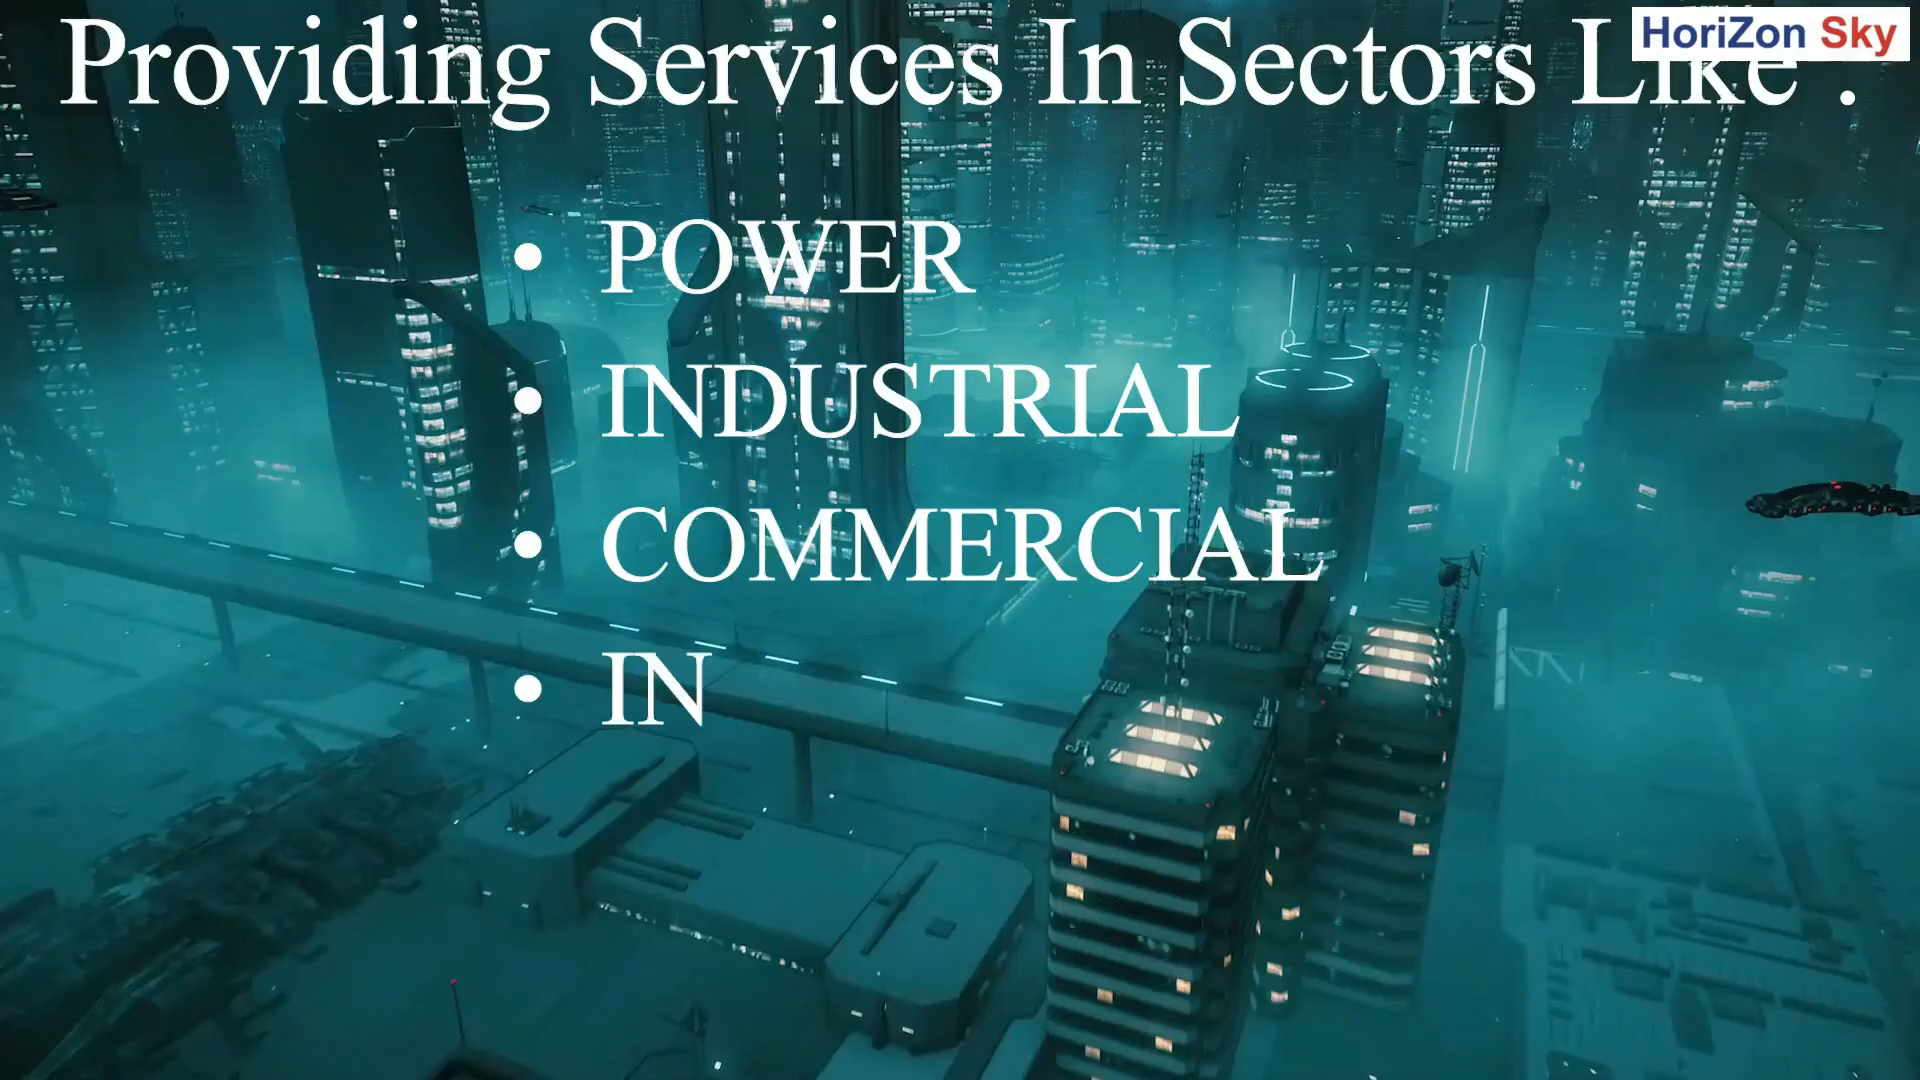 HoriZon Sky
Providing Services In Sectors Like .
• POWER
• INDUSTRIAL
• COMMERCIAL
• IN